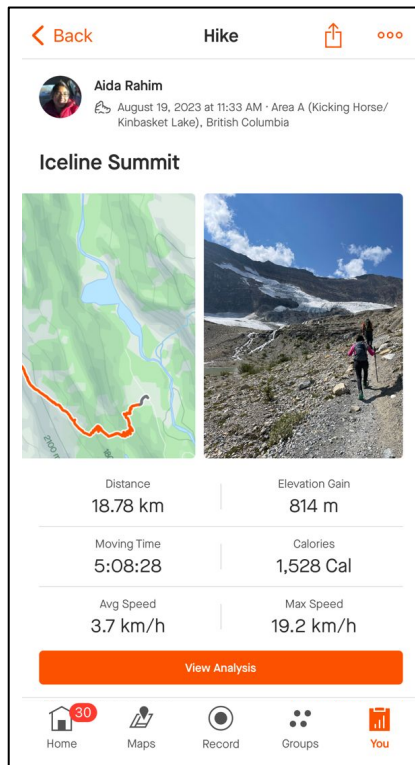 Back
Hike
Aida Rahim
August 19, 2023 at 11:33 AM · Area A (Kicking Horse/
Kinbasket Lake), British Columbia
Iceline Summit
2100 m
Distance
Elevation Gain
18.78 km
814 m
Moving Time
Calories
5:08:28
1,528 Cal
Avg Speed
Max Speed
3.7 km/h
19.2 km/h
View Analysis
30
Home
Maps
Record
Groups
You